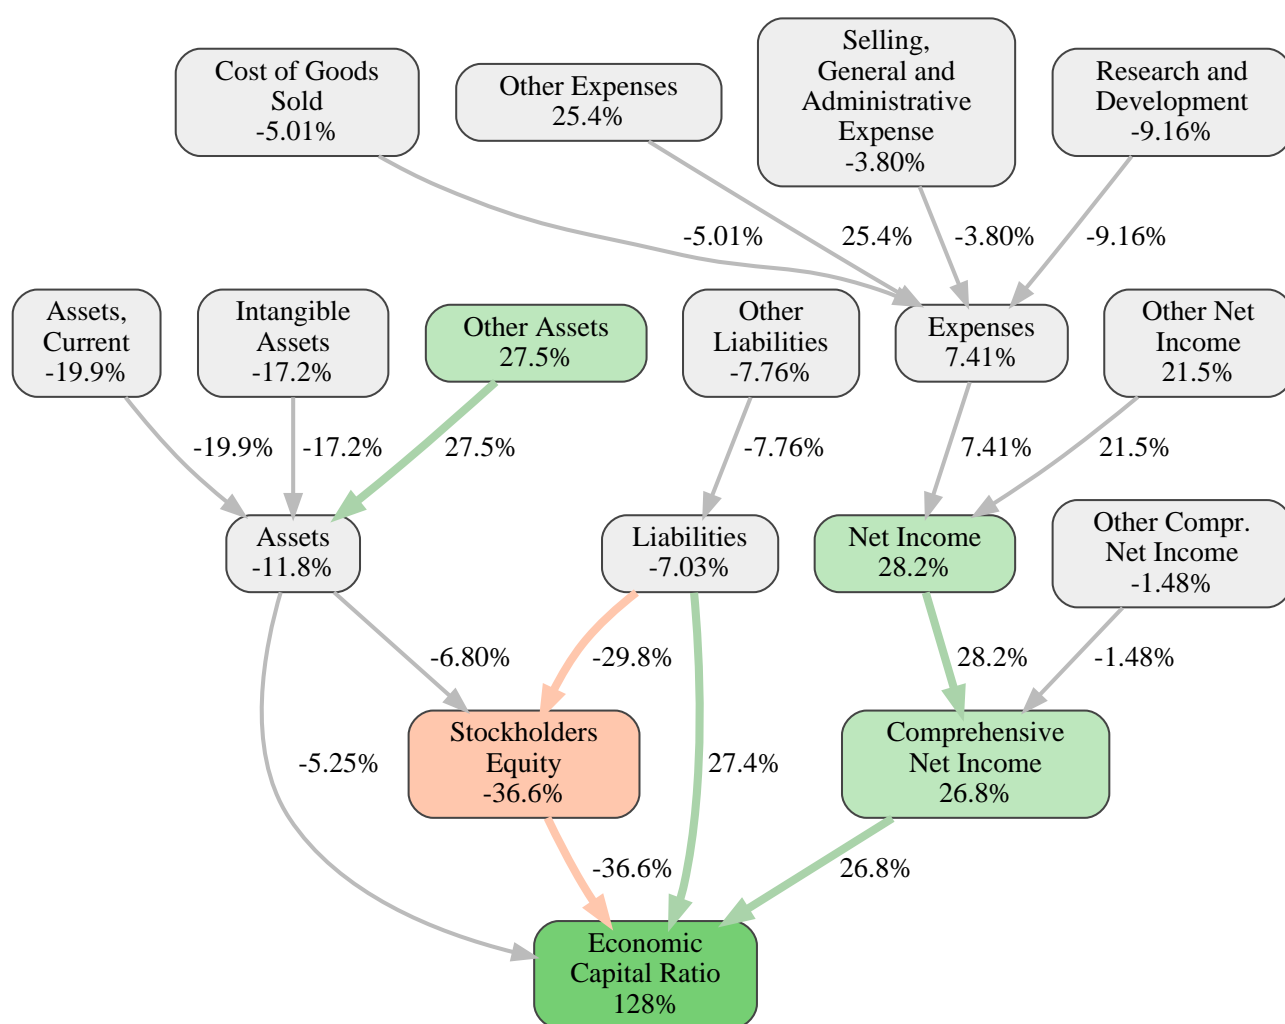 Cost of Goods
Sold
-5.01%
Other Expenses
25.4%
Selling,
General and
Administrative
Expense
-3.80%
Research and
Development
-9.16%
-5.01%
25.4%
-3.80%
-9.16%
Assets,
Current
-19.9%
Intangible
Assets
-17.2%
Other Assets
27.5%
Other
Liabilities
-7.76%
Expenses
7.41%
Other Net
Income
21.5%
-19.9%
-17.2%
27.5%
-7.76%
7.41%
21.5%
Assets
-11.8%
Liabilities
-7.03%
Net Income
28.2%
Other Compr.
Net Income
-1.48%
-6.80%
-29.8%
28.2%
-1.48%
Stockholders
Equity
-36.6%
Comprehensive
Net Income
26.8%
-5.25%
27.4%
-36.6%
26.8%
Economic
Capital Ratio
128%